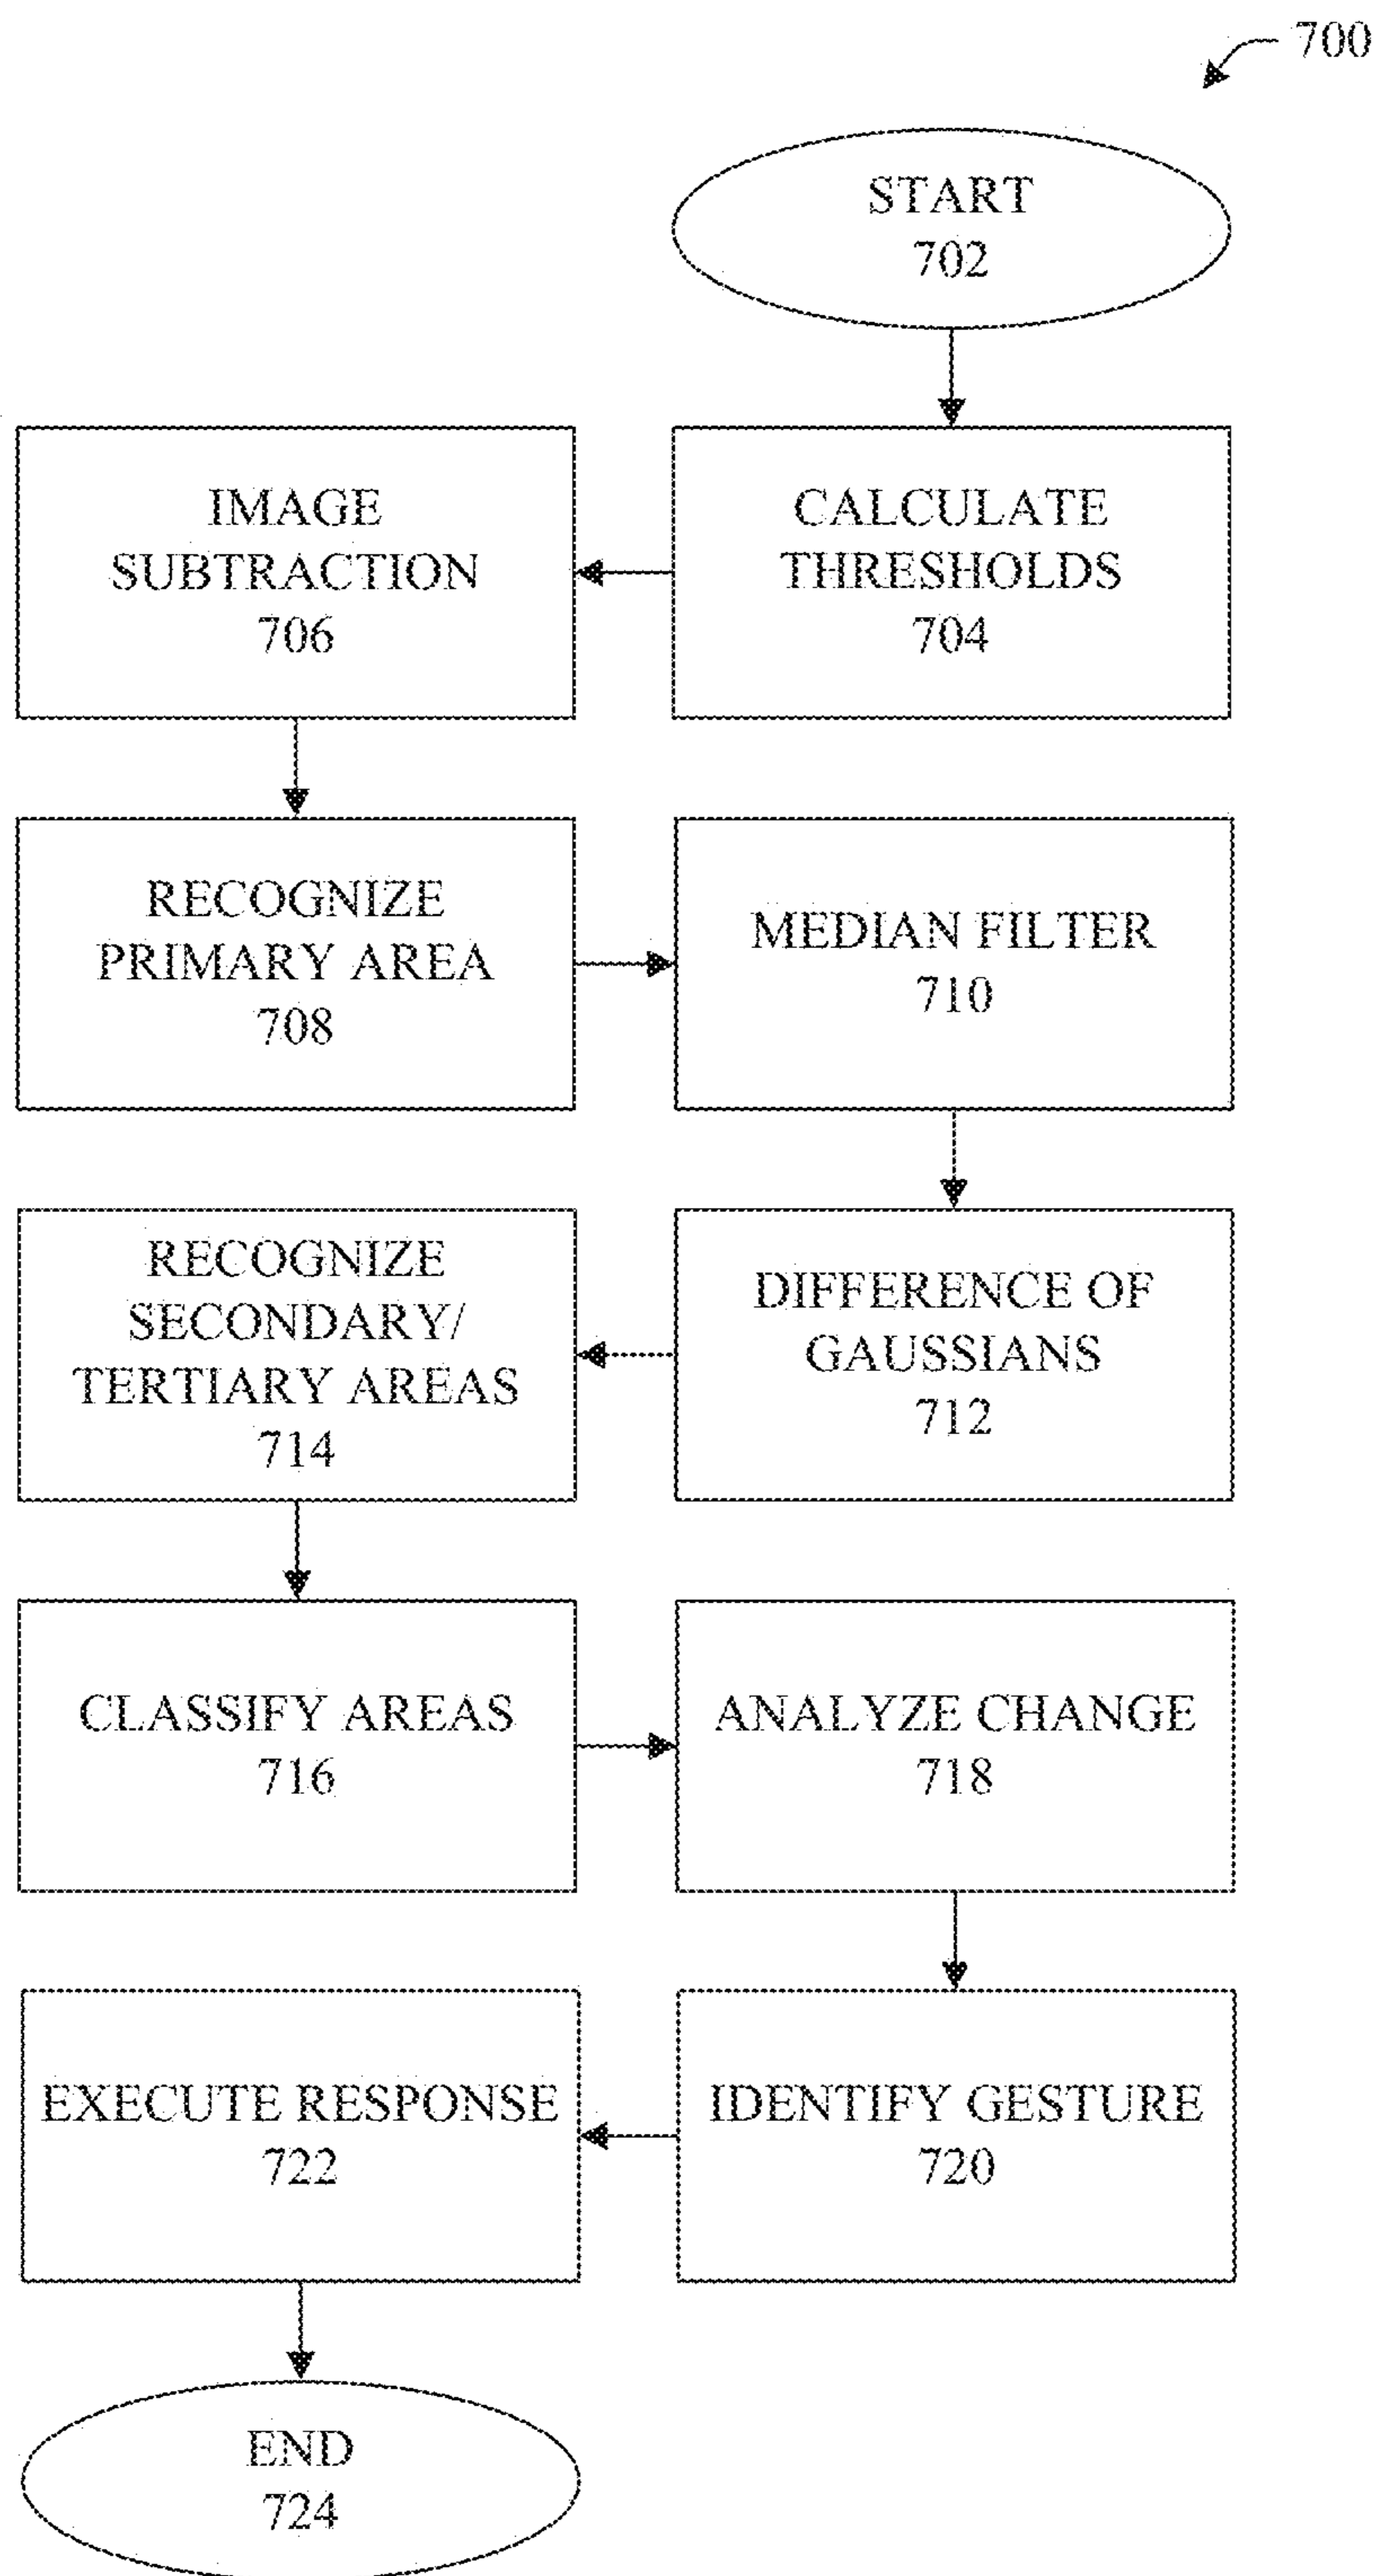 700
START
702
CALCULATE
THRESHOLDS
704
IMAGE
SUBTRACTION
706
RECOGNIZE
PRIMARY AREA
708
MEDIAN FILTER
710
DIFFERENCE OF
GAUSSIANS
712
RECOGNIZE
SECONDARY/
TERTIARY AREAS
714
CLASSIFY AREAS
716
ANALYZE CHANGE
718
IDENTIFY GESTURE
720
EXECUTE RESPONSE
722
END
724